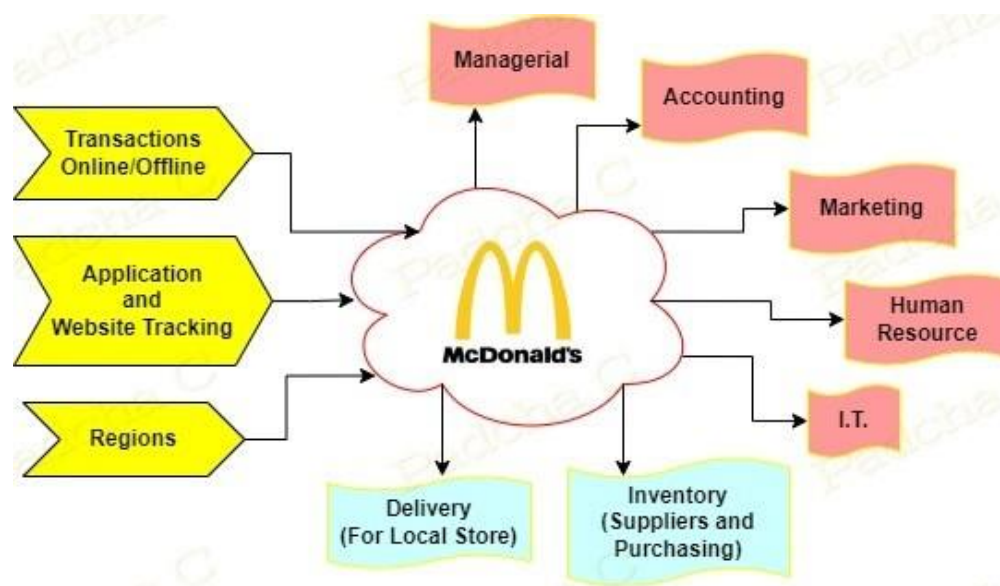 Managerial
Accounting
Transactions
Online/Offline
Marketing
Application
and
Website Tracking
Human
Resource
McDonald's
Regions
I.T.
Delivery
(For Local Store)
Inventory
(Suppliers and
Purchasing)
Padcha C